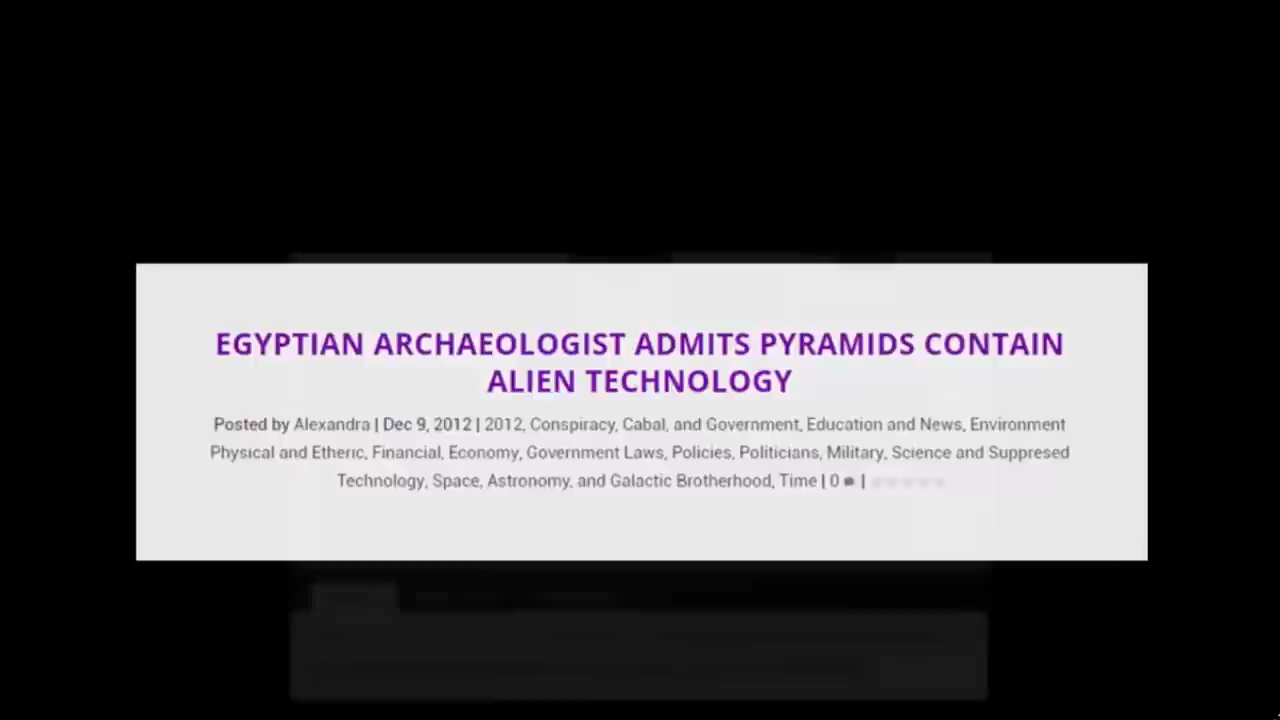 EGYPTIAN ARCHAEOLOGIST ADMITS PYRAMIDS CONTAIN
ALIEN TECHNOLOGY
Posted by Alexandra | Dec 9, 2012 | 2012, Conspiracy, Cabal, and Government, Education and News, Environment
Physical and Etheric, Financial, Economy, Government Laws, Policies, Politicians, Military, Science and Suppresed
Technology, Space, Astronomy, and Galactic Brotherhood, Time | 0 |